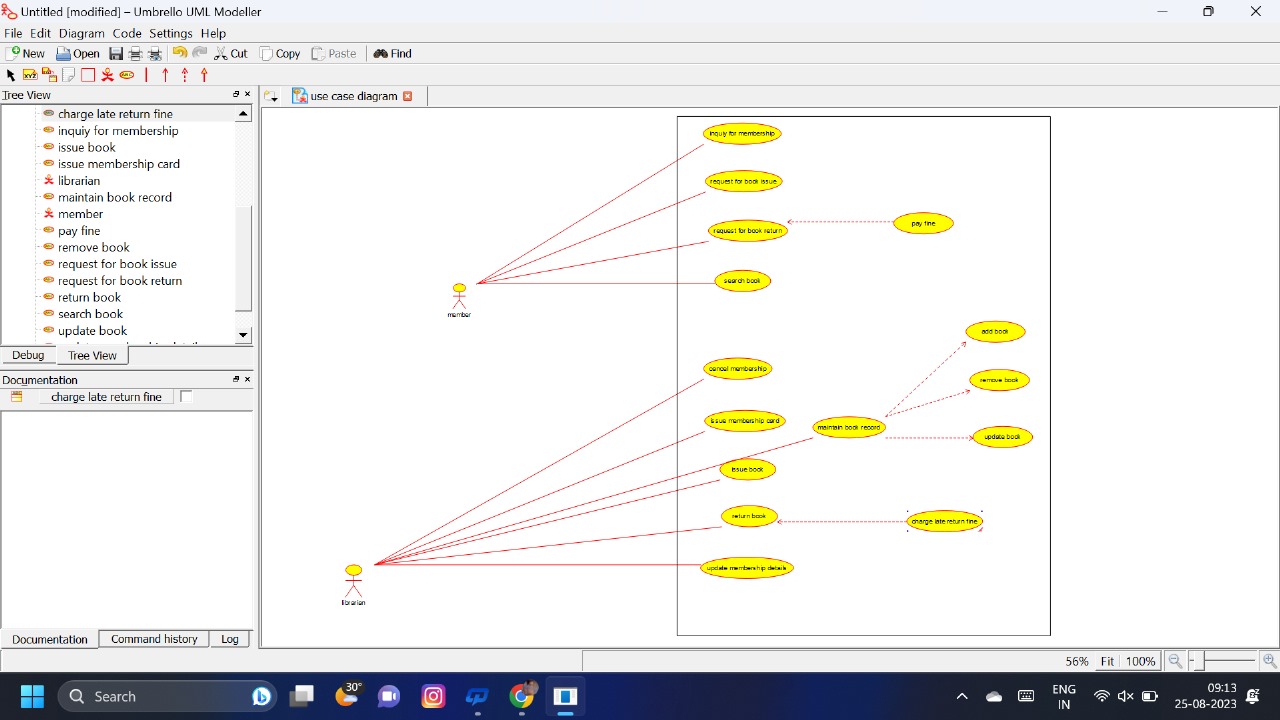 Untitled [modified] – Umbrello UML Modeller
File Edit Diagram Code Settings Help
New Open Cut Copy Paste Find
XYZ
ABC
Tree View
use case diagram
charge late return fine
inquiy for membership
issue book
issue membership card
librarian
maintain book record
member
pay fine
remove book
request for book issue
request for book return
return book
search book
update book
Debug Tree View
Documentation
charge late return fine
Documentation Command history Log
inquiy for membership
request for book issue
request for book return
pay fine
search book
member
add book
cancel membership
remove book
issue membership card
maintain book record
update book
issue book
return book
charge late return fine
update membership details
librarian
56% Fit 100%
30°
Search
ENG
IN
09:13
25-08-2023